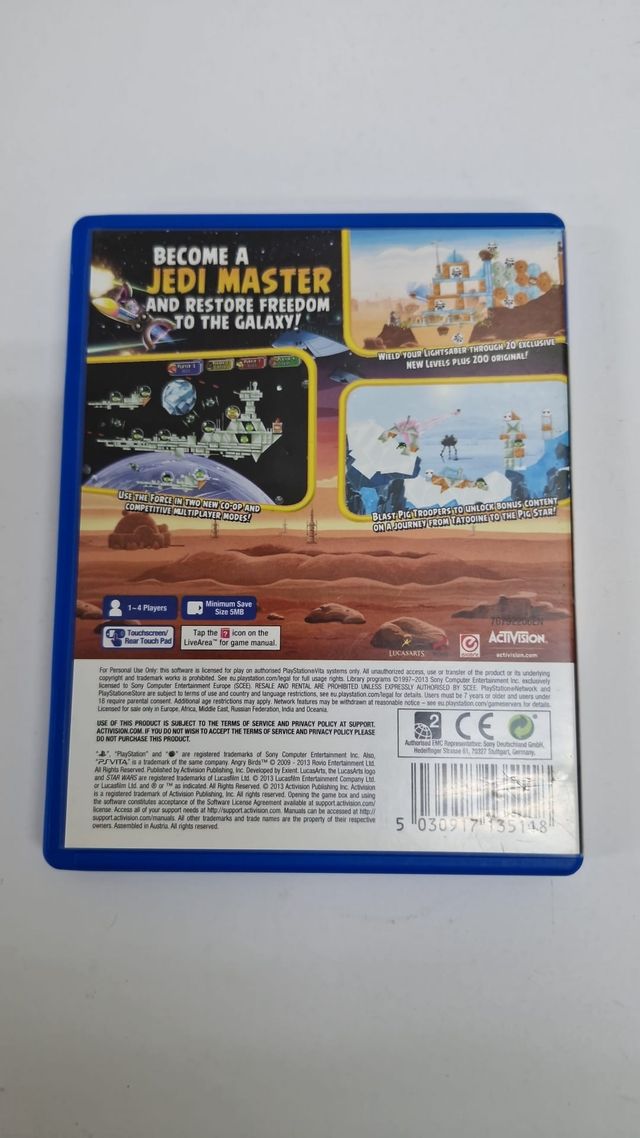 BECOME A
JEDI MASTER
AND RESTORE FREEDOM
TO THE GALAXY!
WIELD YOUR LIGHTSABER THROUGH 20 EXCLUSIVE
NEW LEVELS PLUS 200 ORIGINAL!
USE THE FORCE IN TWO NEW CO-OP AND
COMPETITIVE MULTIPLAYER MODES!
BLAST PIG TROOPERS TO UNLOCK BONUS CONTENT
ON A JOURNEY FROM TATOOINE TO THE PIG STAR!
1~4 Players
Minimum Save
Size 5MB
Touchscreen/
Rear Touch Pad
Tap the ? icon on the
LiveArea™ for game manual.
LUCASARTS
ACTIVISION.
activision.com
For Personal Use Only: this software is licensed for play on authorised PlayStation®Vita systems only. All unauthorized access, use or transfer of the product or its underlying
copyright and trademark works is prohibited. See eu.playstation.com/legal for full usage rights. Library programs ©1997–2013 Sony Computer Entertainment Inc. exclusively
licensed to Sony Computer Entertainment Europe (SCEE). RESALE AND RENTAL ARE PROHIBITED UNLESS EXPRESSLY AUTHORISED BY SCEE. PlayStation®Network and
PlayStation®Store are subject to terms of use and country and language restrictions, see eu.playstation.com/legal for details. Users must be 7 years or older and users under
18 require parental consent. Additional age restrictions may apply. Network features may be withdrawn at reasonable notice – see eu.playstation.com/gameservers for details.
Licensed for sale only in Europe, Africa, Middle East, Russian Federation, India and Oceania.
USE OF THIS PRODUCT IS SUBJECT TO THE TERMS OF SERVICE AND PRIVACY POLICY AT SUPPORT.
ACTIVISION.COM. IF YOU DO NOT WISH TO ACCEPT THE TERMS OF SERVICE AND PRIVACY POLICY PLEASE
DO NOT PURCHASE THIS PRODUCT.
2
CE
Authorised EMC Representative: Sony Deutschland GmbH,
Hedelfinger Strasse 61, 70327 Stuttgart, Germany.
" ", "PlayStation" and " " are registered trademarks of Sony Computer Entertainment Inc. Also,
"PSVITA" is a trademark of the same company. Angry Birds™ © 2009 - 2013 Rovio Entertainment Ltd.
All Rights Reserved. Published by Activision Publishing, Inc. Developed by Exient. LucasArts, the LucasArts logo
and STAR WARS are registered trademarks of Lucasfilm Ltd. © 2013 Lucasfilm Entertainment Company Ltd.
or Lucasfilm Ltd. and ® or ™ as indicated. All Rights Reserved. © 2013 Activision Publishing, Inc. Activision
is a registered trademark of Activision Publishing, Inc. All rights reserved. Opening the game box and using
the software constitutes acceptance of the Software License Agreement available at support.activision.com/
license. Access all of your support needs at http://support.activision.com. Manuals can be accessed at http://
support.activision.com/manuals. All other trademarks and trade names are the property of their respective
owners. Assembled in Austria. All rights reserved.
5 030917 135118